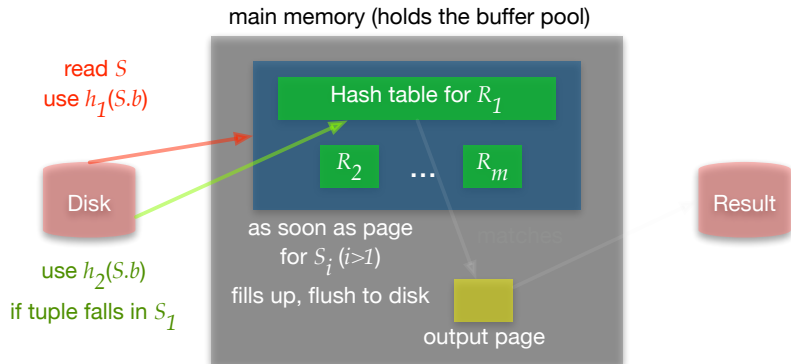 main memory (holds the buffer pool)
read S
use h₁(S.b)
Hash table for R₁
R₂ ... Rₘ
Disk
Result
as soon as page
for Sᵢ (i>1)
fills up, flush to disk
matches
use h₂(S.b)
if tuple falls in S₁
output page